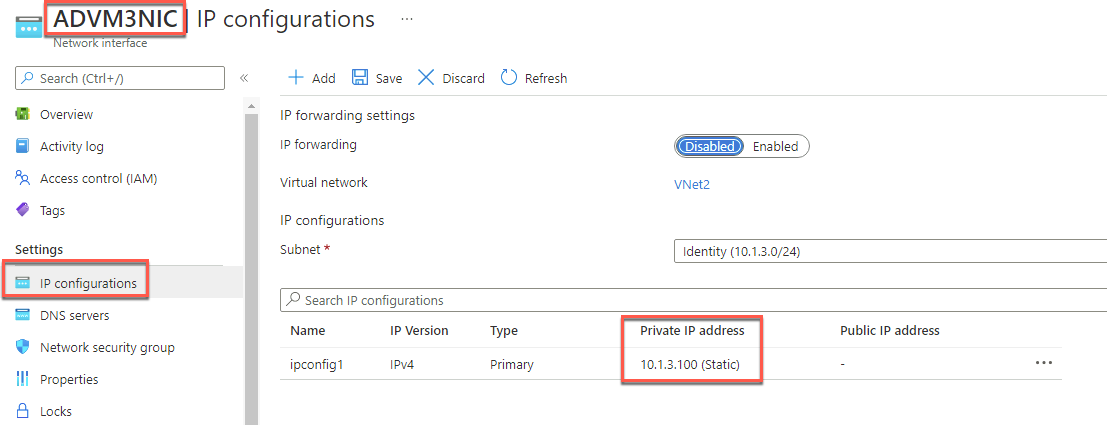 ADVM3NIC | IP configurations ...
Network interface
Search (Ctrl+/) «
Overview
Activity log
Access control (IAM)
Tags
Settings
IP configurations
DNS servers
Network security group
Properties
Locks
Add Save Discard Refresh
IP forwarding settings
IP forwarding Disabled Enabled
Virtual network VNet2
IP configurations
Subnet * Identity (10.1.3.0/24)
Search IP configurations
Name IP Version Type Private IP address Public IP address
ipconfig1 IPv4 Primary 10.1.3.100 (Static) - ...